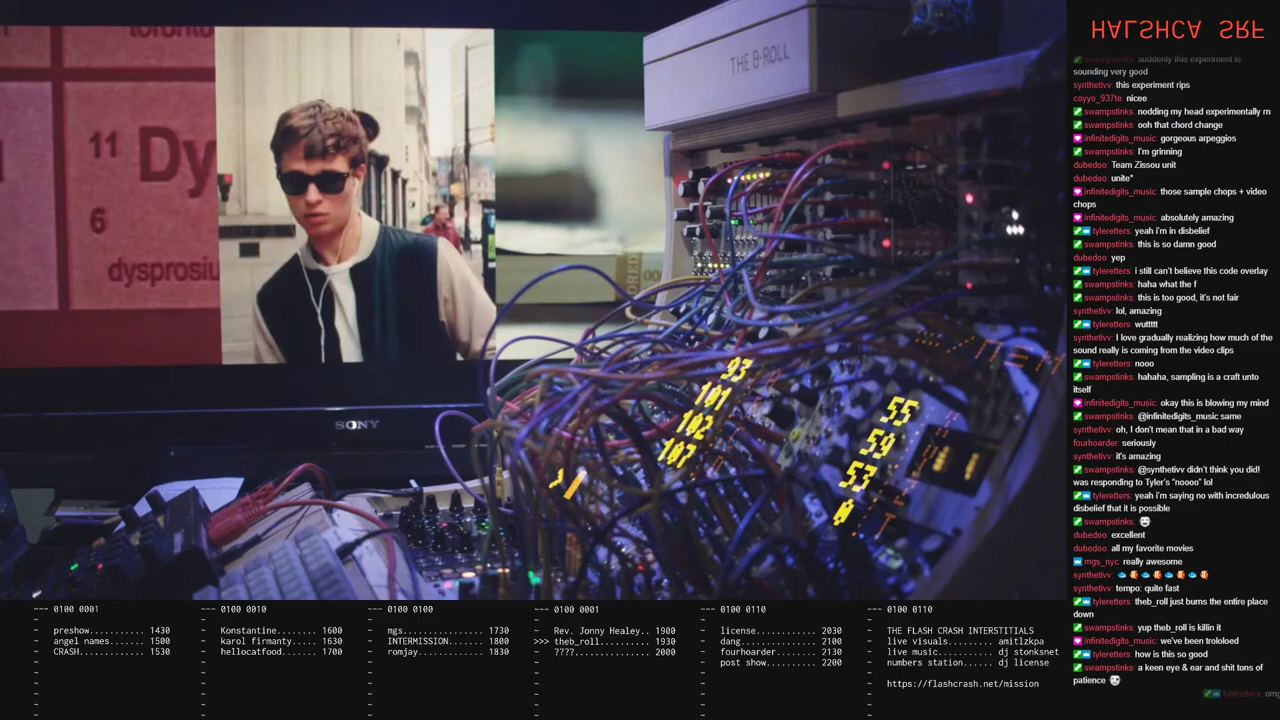 toronto
11 Dy
6
dysprosiu
THE B-ROLL
SONY
93
101
102
107
55
59
53
HALSHCA SRF
swampstinks: suddenly this experiment is
sounding very good
synthetivv: this experiment rips
coyyo_937te: nicee
swampstinks: nodding my head experimentally rn
swampstinks: ooh that chord change
infinitedigits_music: gorgeous arpeggios
swampstinks: I'm grinning
dubedoo: Team Zissou unit
dubedoo: unite*
infinitedigits_music: those sample chops + video
chops
infinitedigits_music: absolutely amazing
tyleretters: yeah i'm in disbelief
swampstinks: this is so damn good
dubedoo: yep
tyleretters: i still can't believe this code overlay
swampstinks: haha what the f
swampstinks: this is too good, it's not fair
synthetivv: lol, amazing
tyleretters: wuttttt
synthetivv: I love gradually realizing how much of the
sound really is coming from the video clips
tyleretters: nooo
swampstinks: hahaha, sampling is a craft unto
itself
infinitedigits_music: okay this is blowing my mind
swampstinks: @infinitedigits_music same
synthetivv: oh, I don't mean that in a bad way
fourhoarder: seriously
synthetivv: it's amazing
swampstinks: @synthetivv didn't think you did!
was responding to Tyler's "noooo" lol
tyleretters: yeah i'm saying no with incredulous
disbelief that it is possible
swampstinks:
dubedoo: excellent
dubedoo: all my favorite movies
mgs_nyc: really awesome
synthetivv:
synthetivv: tempo: quite fast
tyleretters: theb_roll just burns the entire place
down
swampstinks: yup theb_roll is killin it
infinitedigits_music: we've been trololoed
tyleretters: how is this so good
swampstinks: a keen eye & ear and shit tons of
patience
tyleretters: omg
~~~ 0100 0001
preshow.......... 1430
angel names...... 1500
CRASH............ 1530
~~~ 0100 0010
Konstantine...... 1600
karol firmanty... 1630
hellocatfood..... 1700
~~~ 0100 0100
mgs.............. 1730
INTERMISSION..... 1800
romjay........... 1830
~~~ 0100 0001
Rev. Jonny Healey.. 1900
>>> theb_roll........ 1930
????............. 2000
~~~ 0100 0110
license.......... 2030
dang............. 2100
fourhoarder...... 2130
post show........ 2200
~~~ 0100 0110
THE FLASH CRASH INTERSTITIALS
live visuals...... amitlzkpa
live music..... dj stonksnet
numbers station... dj license
https://flashcrash.net/mission